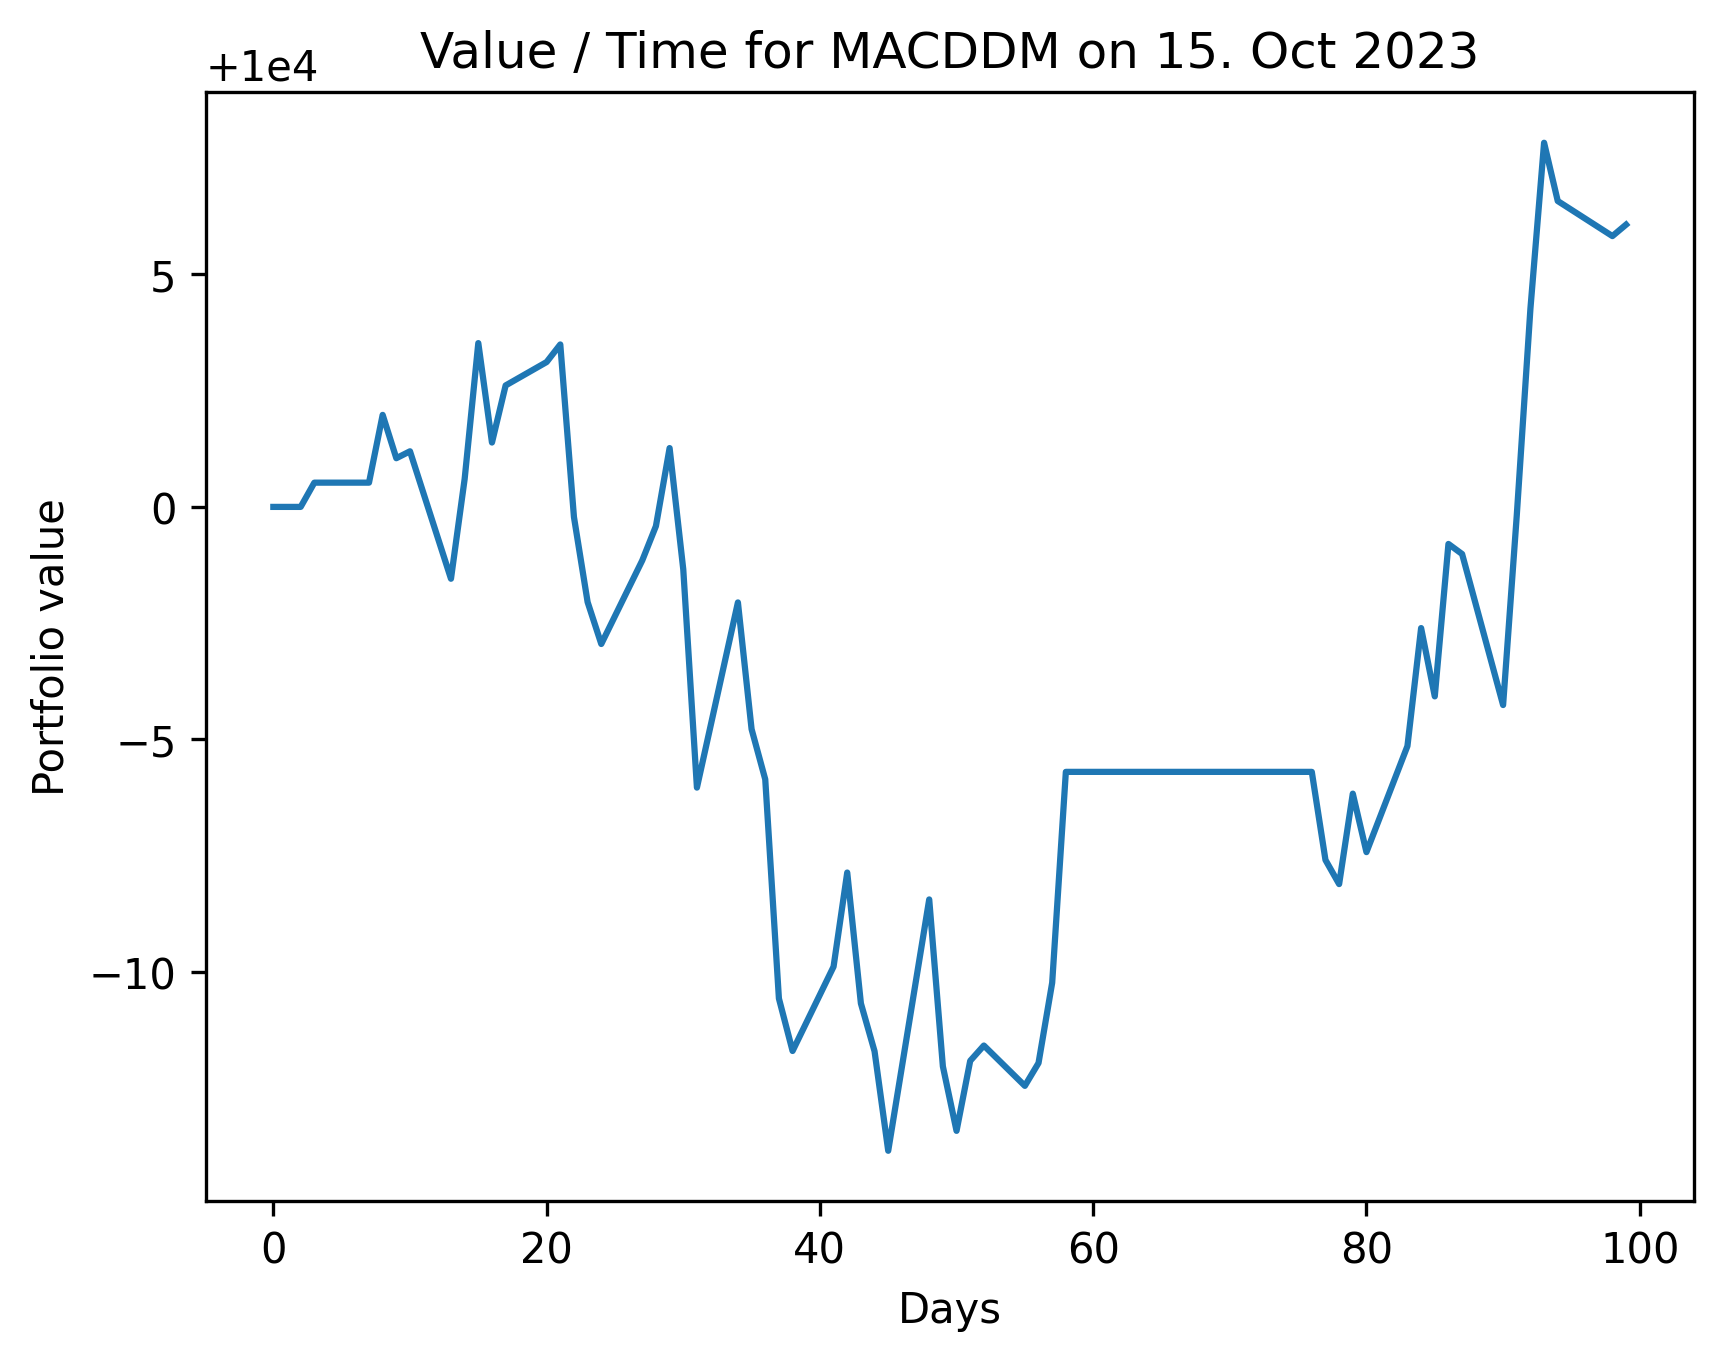 Value / Time for MACDDM on 15. Oct 2023
+1e4
Portfolio value
5
0
−5
−10
0 20 40 60 80 100
Days